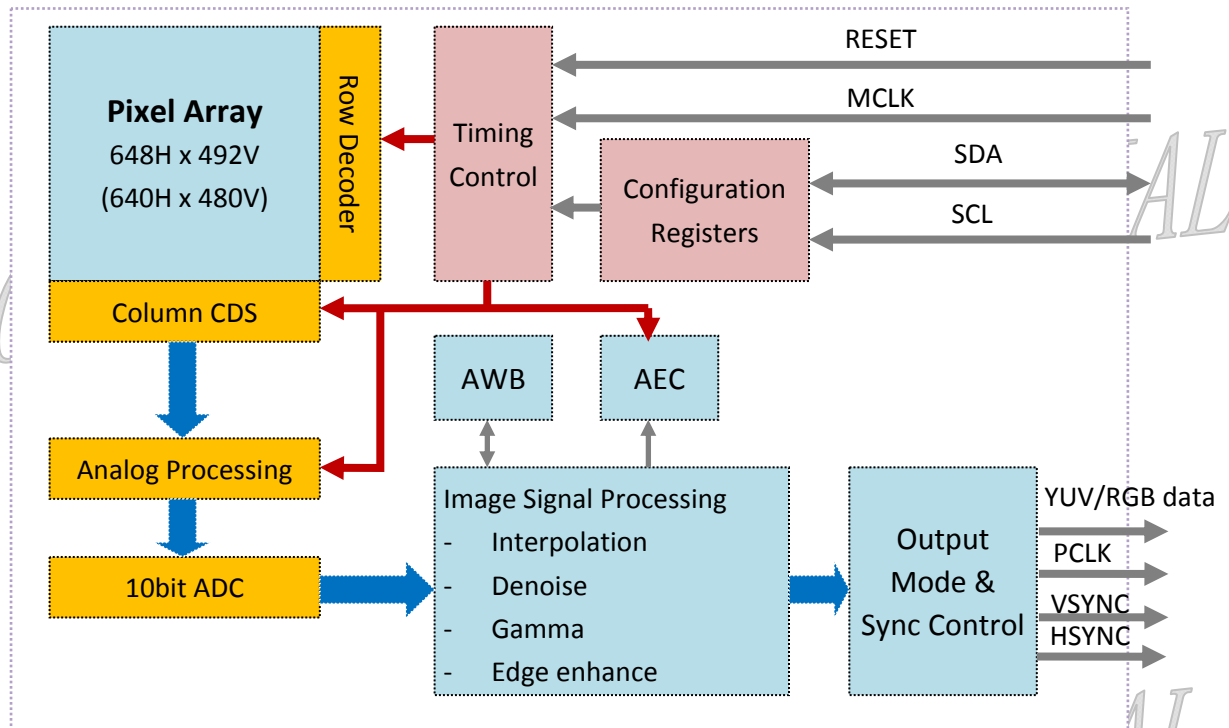 Pixel Array
648H x 492V
(640H x 480V)
Row Decoder
Timing
Control
RESET
MCLK
SDA
SCL
Configuration
Registers
Column CDS
AWB
AEC
Analog Processing
10bit ADC
Image Signal Processing
- Interpolation
- Denoise
- Gamma
- Edge enhance
Output
Mode &
Sync Control
YUV/RGB data
PCLK
VSYNC
HSYNC